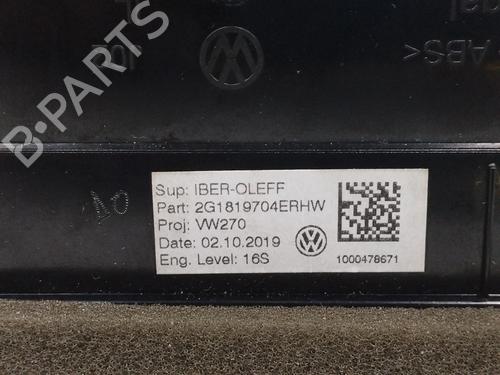 ABS<
Sup: IBER-OLEFF
Part: 2G1819704ERHW
Proj: VW270
Date: 02.10.2019
Eng. Level: 16S
1000478671
B-PARTS